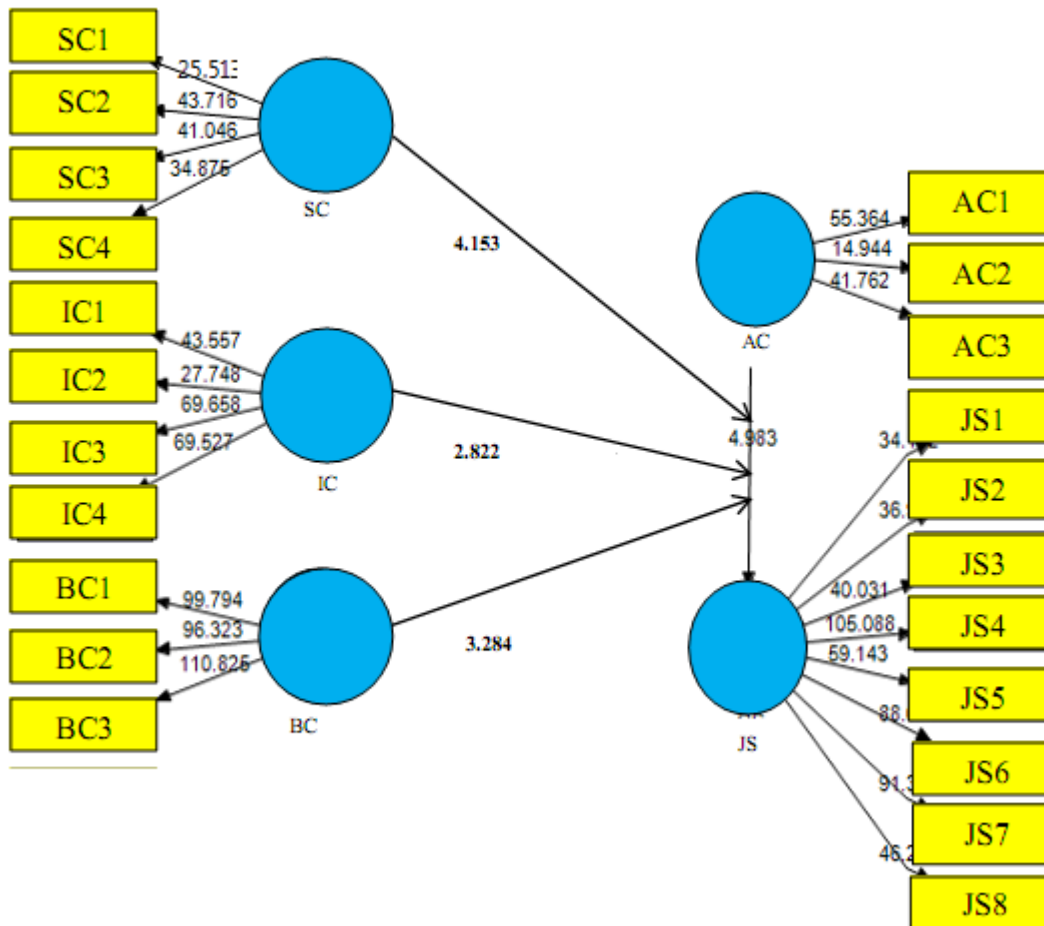 SC1
SC2
SC3
SC4
25.513
43.716
41.046
34.875
SC
IC1
IC2
IC3
IC4
43.557
27.748
69.658
69.527
IC
BC1
BC2
BC3
99.794
96.323
110.825
BC
4.153
2.822
3.284
4.983
AC
55.364
14.944
41.762
AC1
AC2
AC3
JS
40.031
105.088
59.143
JS1
JS2
JS3
JS4
JS5
JS6
JS7
JS8